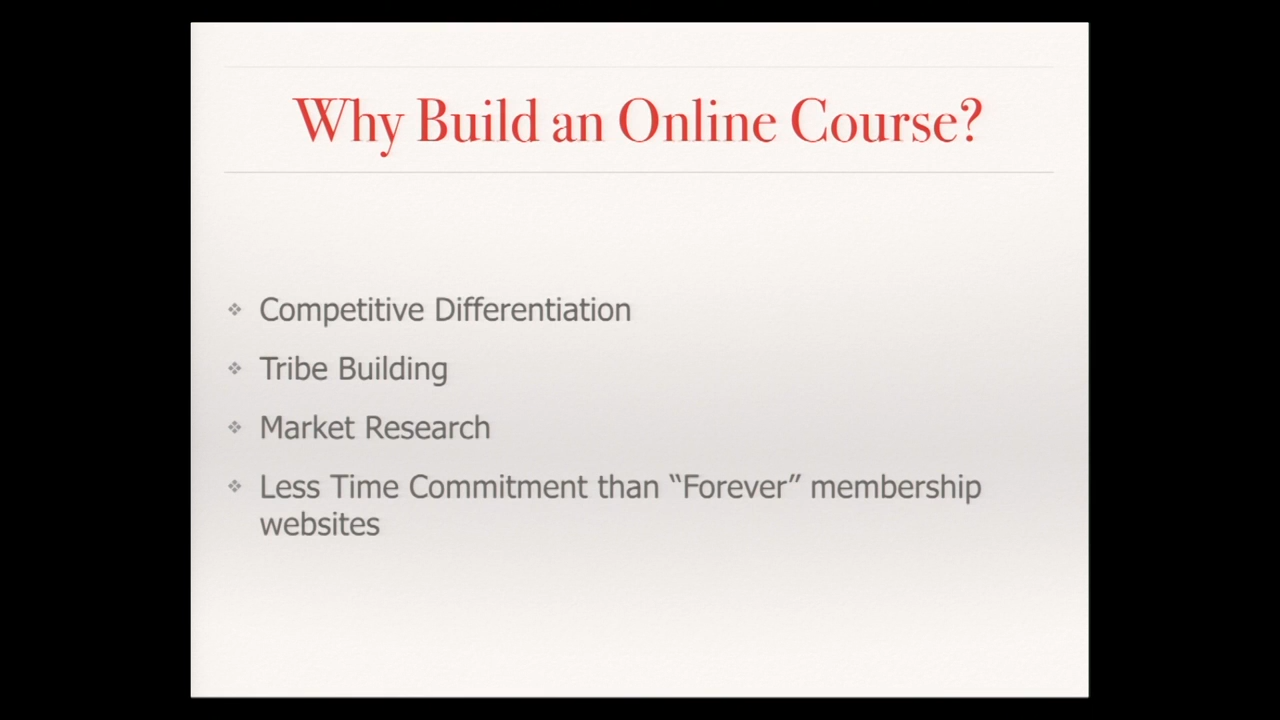 Why Build an Online Course?
Competitive Differentiation
Tribe Building
Market Research
Less Time Commitment than “Forever” membership
websites